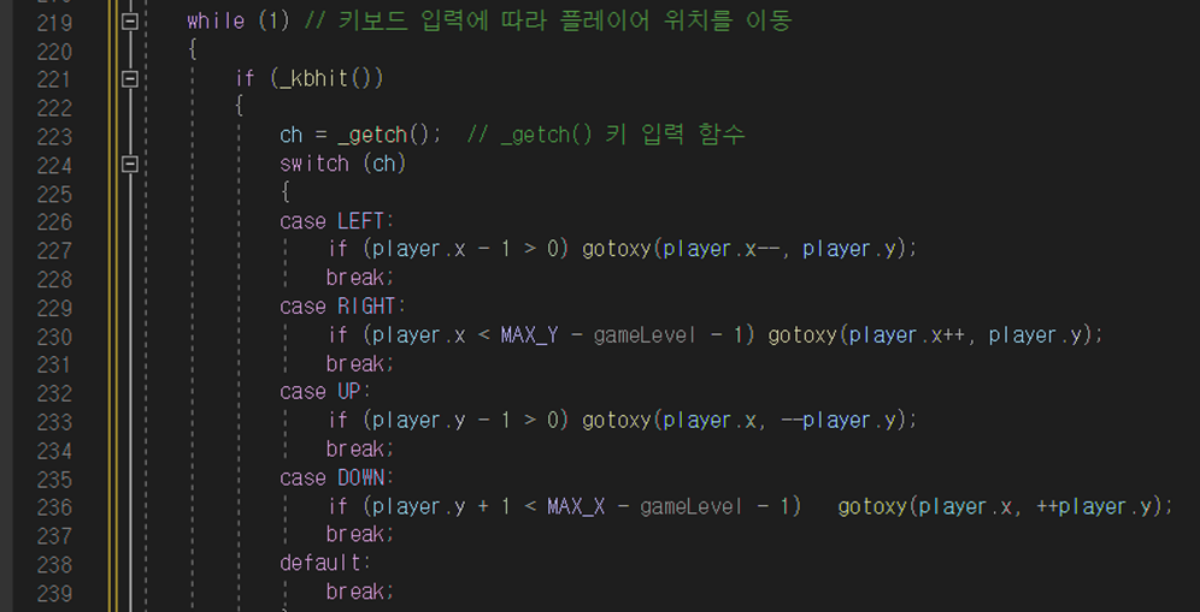 219 while (1) // 키보드 입력에 따라 플레이어 위치를 이동
220 {
221 if (_kbhit())
222 {
223 ch = _getch(); // _getch() 키 입력 함수
224 switch (ch)
225 {
226 case LEFT:
227 if (player.x - 1 > 0) gotoxy(player.x--, player.y);
228 break;
229 case RIGHT:
230 if (player.x < MAX_Y - gameLevel - 1) gotoxy(player.x++, player.y);
231 break;
232 case UP:
233 if (player.y - 1 > 0) gotoxy(player.x, --player.y);
234 break;
235 case DOWN:
236 if (player.y + 1 < MAX_X - gameLevel - 1) gotoxy(player.x, ++player.y);
237 break;
238 default:
239 break;